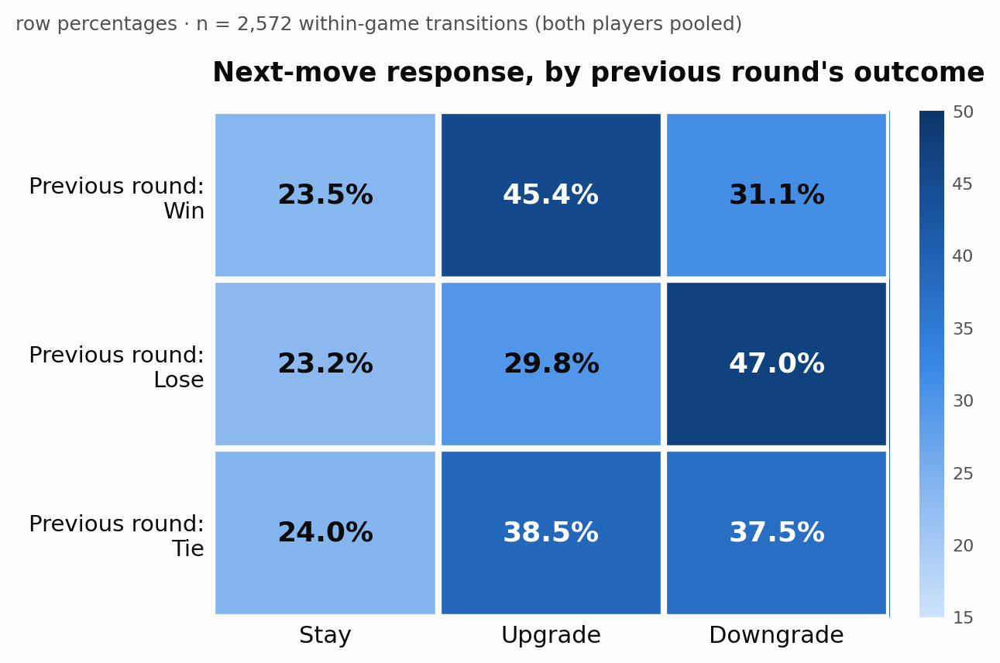 row percentages · n = 2,572 within-game transitions (both players pooled)
Next-move response, by previous round's outcome
Previous round:
Win
23.5%
45.4%
31.1%
Previous round:
Lose
23.2%
29.8%
47.0%
Previous round:
Tie
24.0%
38.5%
37.5%
Stay
Upgrade
Downgrade
50
45
40
35
30
25
20
15